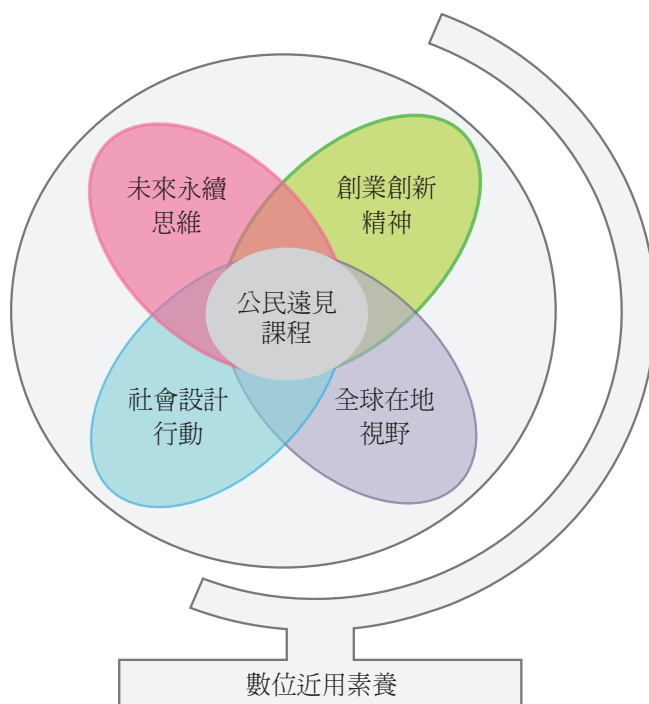 未來永續
思維
創業創新
精神
公民遠見
課程
社會設計
行動
全球在地
視野
數位近用素養